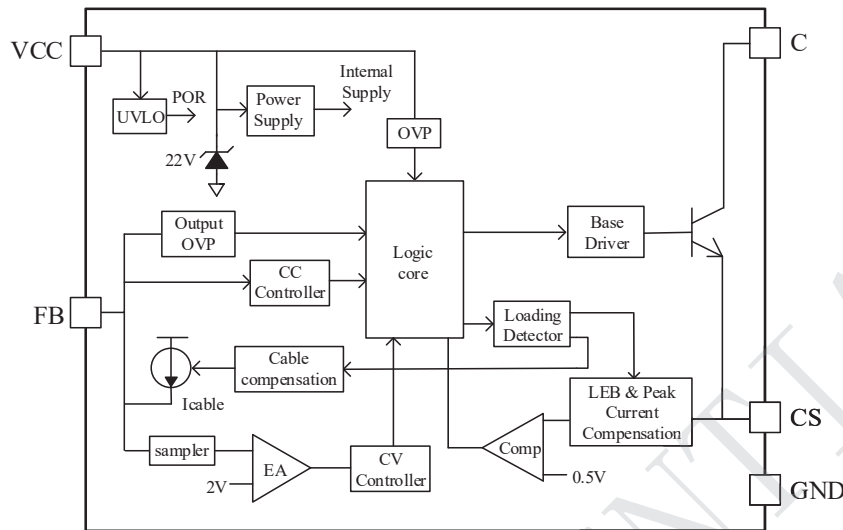 VCC
C
UVLO
POR
Power
Supply
Internal
Supply
OVP
22V
Output
OVP
Logic
core
Base
Driver
CC
Controller
FB
Loading
Detector
Cable
compensation
Icable
LEB & Peak
Current
Compensation
CS
sampler
EA
2V
CV
Controller
Comp
0.5V
GND